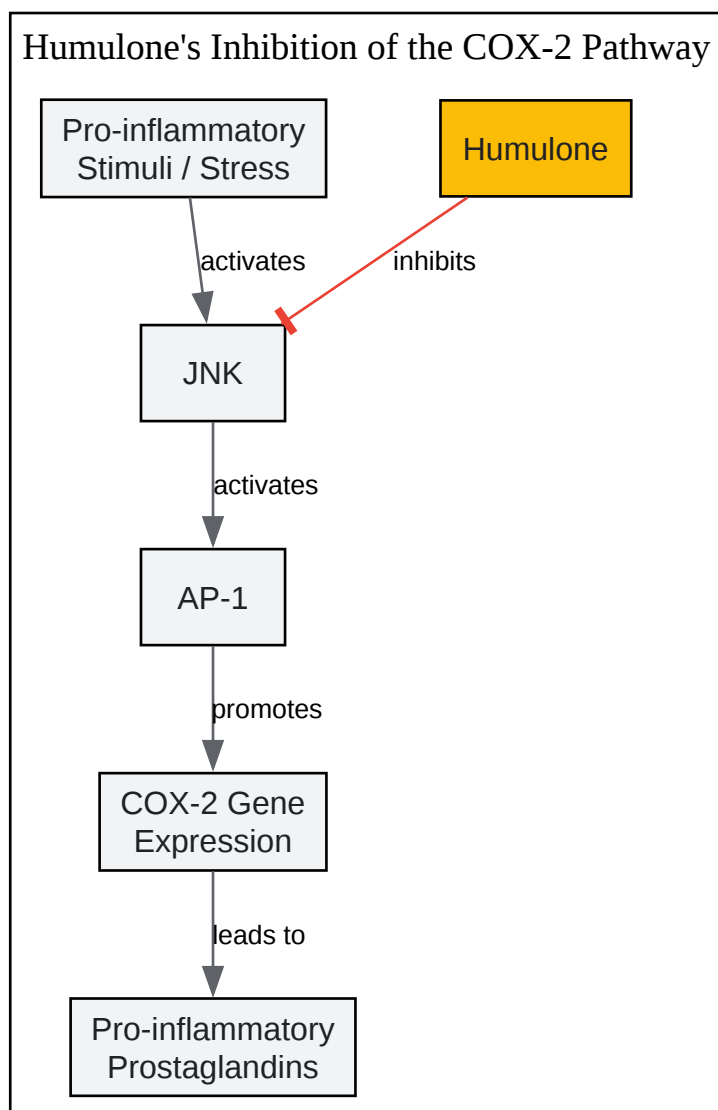 Humulone's Inhibition of the COX-2 Pathway
Pro-inflammatory
Stimuli / Stress
Humulone
activates
inhibits
JNK
activates
AP-1
promotes
COX-2 Gene
Expression
leads to
Pro-inflammatory
Prostaglandins